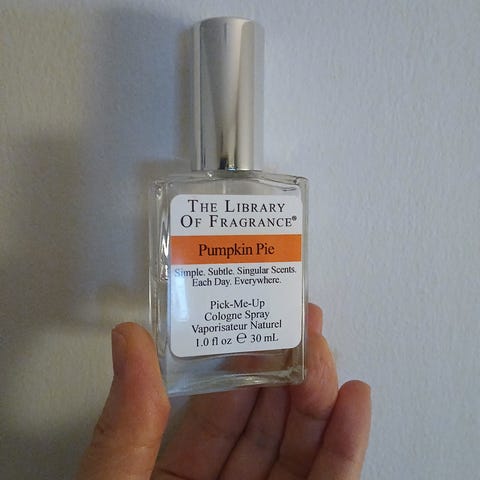 The Library
Of Fragrance®
Pumpkin Pie
Simple. Subtle. Singular Scents.
Each Day. Everywhere.
Pick-Me-Up
Cologne Spray
Vaporisateur Naturel
1.0 fl oz ℮ 30 mL